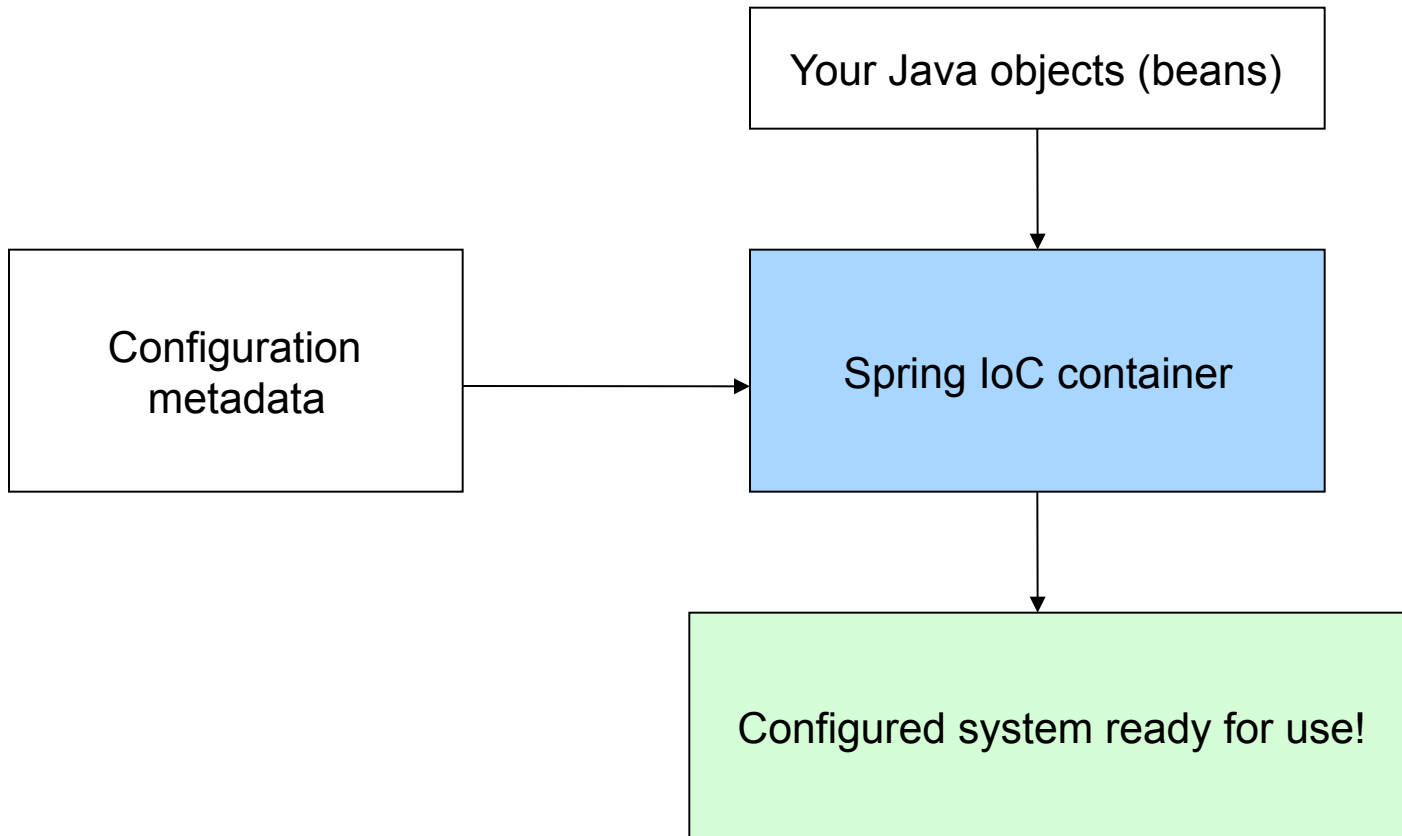 Your Java objects (beans)
Configuration
metadata
Spring IoC container
Configured system ready for use!